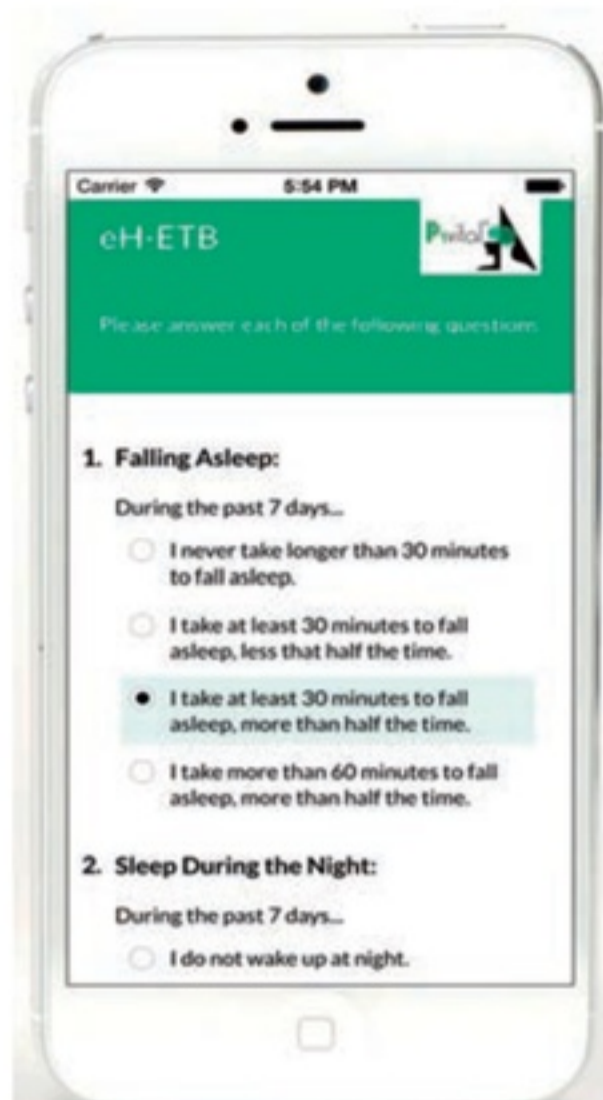 Carrier 5:54 PM
eH-ETB
P1vital
Please answer each of the following questions
1. Falling Asleep:
During the past 7 days...
I never take longer than 30 minutes
to fall asleep.
I take at least 30 minutes to fall
asleep, less that half the time.
I take at least 30 minutes to fall
asleep, more than half the time.
I take more than 60 minutes to fall
asleep, more than half the time.
2. Sleep During the Night:
During the past 7 days...
I do not wake up at night.